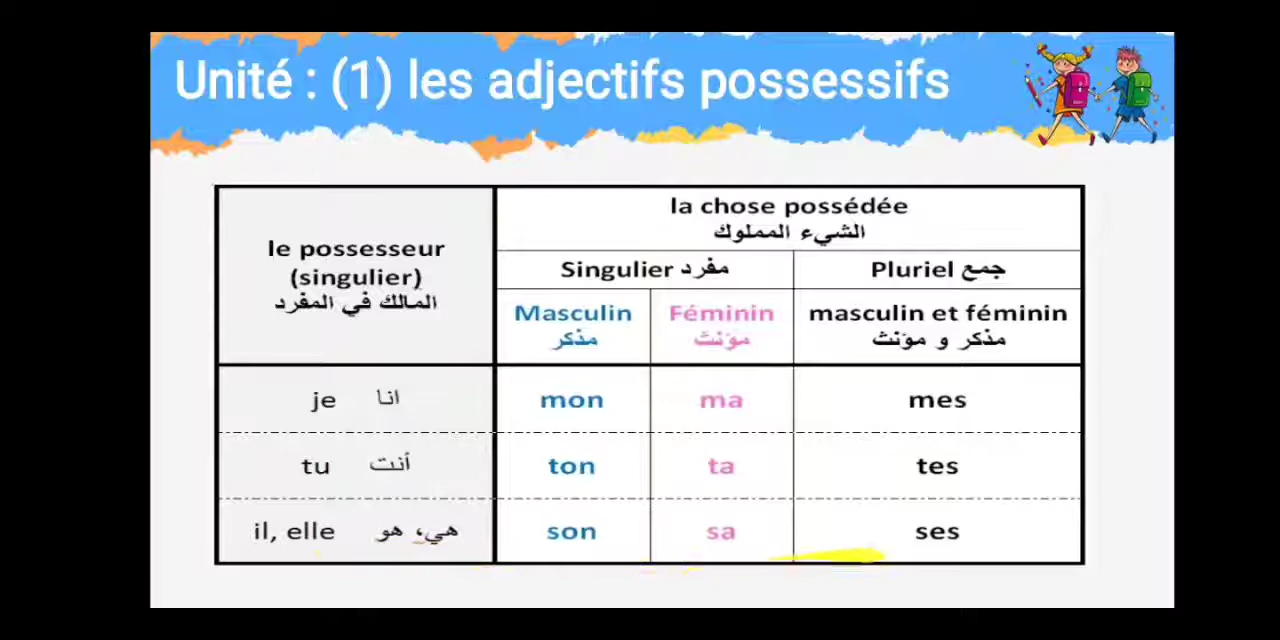 Unité : (1) les adjectifs possessifs
le possesseur
(singulier)
المالك في المفرد
la chose possédée
الشيء المملوك
Singulier مفرد
Pluriel جمع
Masculin
مذكر
Féminin
مؤنث
masculin et féminin
مذكر و مؤنث
je انا
mon
ma
mes
tu أنت
ton
ta
tes
il, elle هي، هو
son
sa
ses